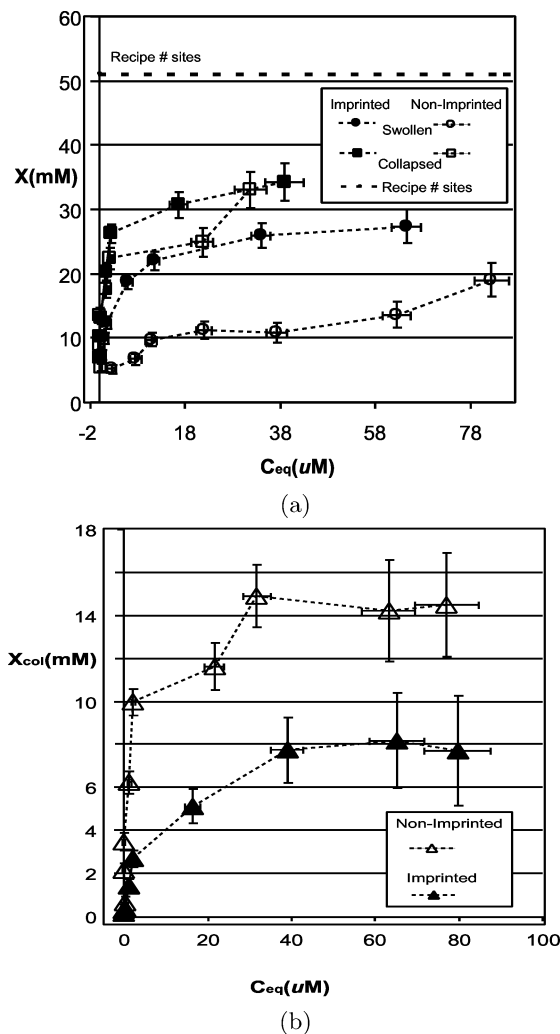 60
50
40
30
20
10
0
X(mM)
Recipe # sites
Imprinted Non-Imprinted
Swollen
Collapsed
Recipe # sites
-2 18 38 58 78
Ceq(uM)
(a)
18
14
10
6
4
2
0
Xcol(mM)
Non-Imprinted
Imprinted
0 20 40 60 80 100
Ceq(uM)
(b)